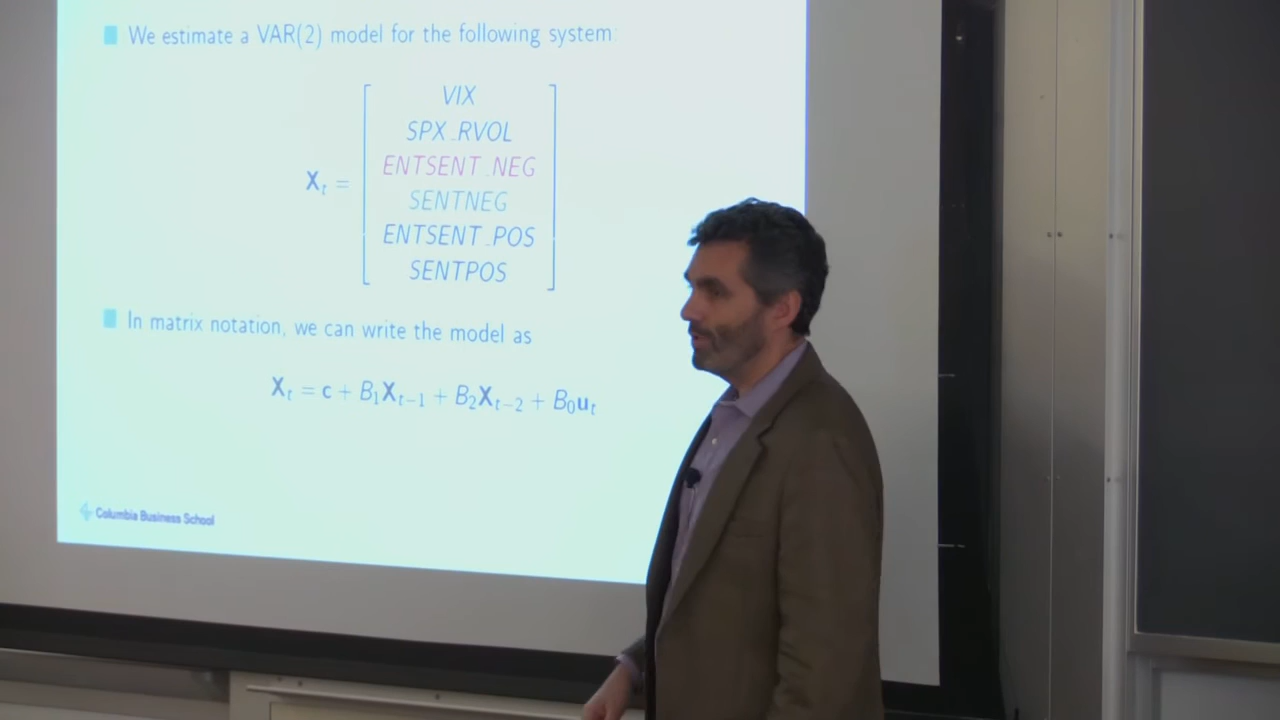 We estimate a VAR(2) model for the following system:
VIX
SPX_RVOL
ENTSENT_NEG
X_t = SENTNEG
ENTSENT_POS
SENTPOS
In matrix notation, we can write the model as
X_t = c + B_1X_{t-1} + B_2X_{t-2} + B_0u_t
Columbia Business School